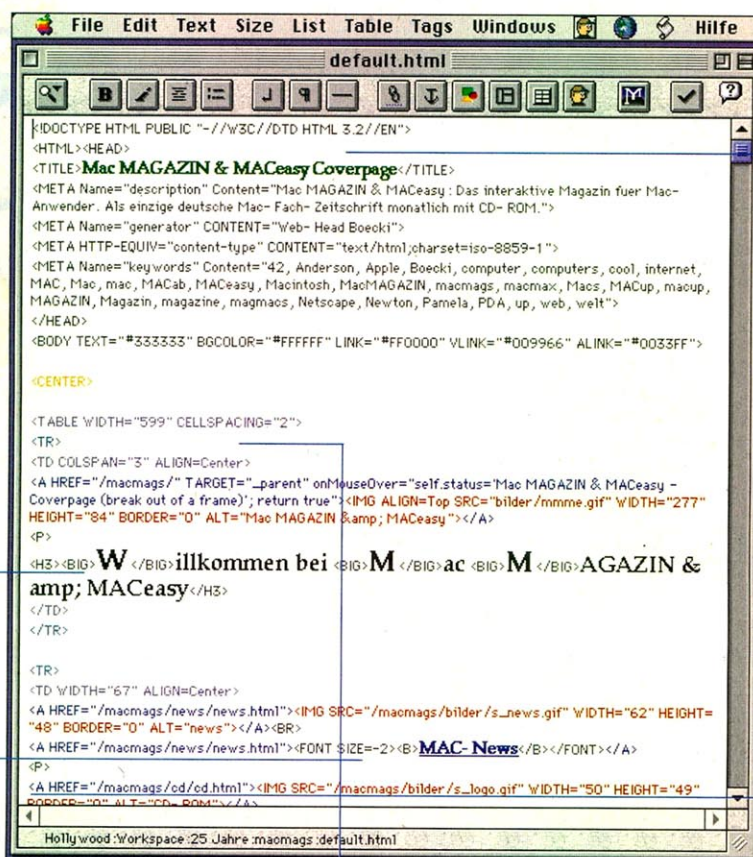 File Edit Text Size List Table Tags Windows Hilfe
default.html
<!DOCTYPE HTML PUBLIC "-//W3C//DTD HTML 3.2//EN">
<HTML><HEAD>
<TITLE>Mac MAGAZIN & MACeasy Coverpage</TITLE>
<META Name="description" Content="Mac MAGAZIN & MACeasy : Das interaktive Magazin fuer Mac-
Anwender. Als einzige deutsche Mac- Fach- Zeitschrift monatlich mit CD- ROM.">
<META Name="generator" CONTENT="Web- Head Boecki">
<META HTTP-EQUIV="content-type" CONTENT="text/html;charset=iso-8859-1">
<META Name="keywords" Content="42, Anderson, Apple, Boecki, computer, computers, cool, internet,
MAC, Mac, mac, MACab, MACeasy, Macintosh, MacMAGAZIN, macmags, macmax, Macs, MACup, macup,
MAGAZIN, Magazin, magazine, magmacs, Netscape, Newton, Pamela, PDA, up, web, welt">
</HEAD>
<BODY TEXT="#333333" BGCOLOR="#FFFFFF" LINK="#FF0000" VLINK="#009966" ALINK="#0033FF">
<CENTER>
<TABLE WIDTH="599" CELLSPACING="2">
<TR>
<TD COLSPAN="3" ALIGN=Center>
<A HREF="/macmags/" TARGET="_parent" onMouseOver="self.status='Mac MAGAZIN & MACeasy -
Coverpage (break out of a frame)'; return true"><IMG ALIGN=Top SRC="bilder/mmme.gif" WIDTH="277"
HEIGHT="84" BORDER="0" ALT="Mac MAGAZIN &amp; MACeasy"></A>
<P>
<H3><BIG>W</BIG>illkommen bei <BIG>M</BIG>ac <BIG>M</BIG>AGAZIN &
amp; MACeasy</H3>
</TD>
</TR>
<TR>
<TD WIDTH="67" ALIGN=Center>
<A HREF="/macmags/news/news.html"><IMG SRC="/macmags/bilder/s_news.gif" WIDTH="62" HEIGHT=
"48" BORDER="0" ALT="news"></A><BR>
<A HREF="/macmags/news/news.html"><FONT SIZE=-2><B>MAC- News</B></FONT></A>
<P>
<A HREF="/macmags/cd/cd.html"><IMG SRC="/macmags/bilder/s_logo.gif" WIDTH="50" HEIGHT="49"
BORDER="0" ALT="CD- ROM"></A>
Hollywood:Workspace:25 Jahre:macmags:default.html